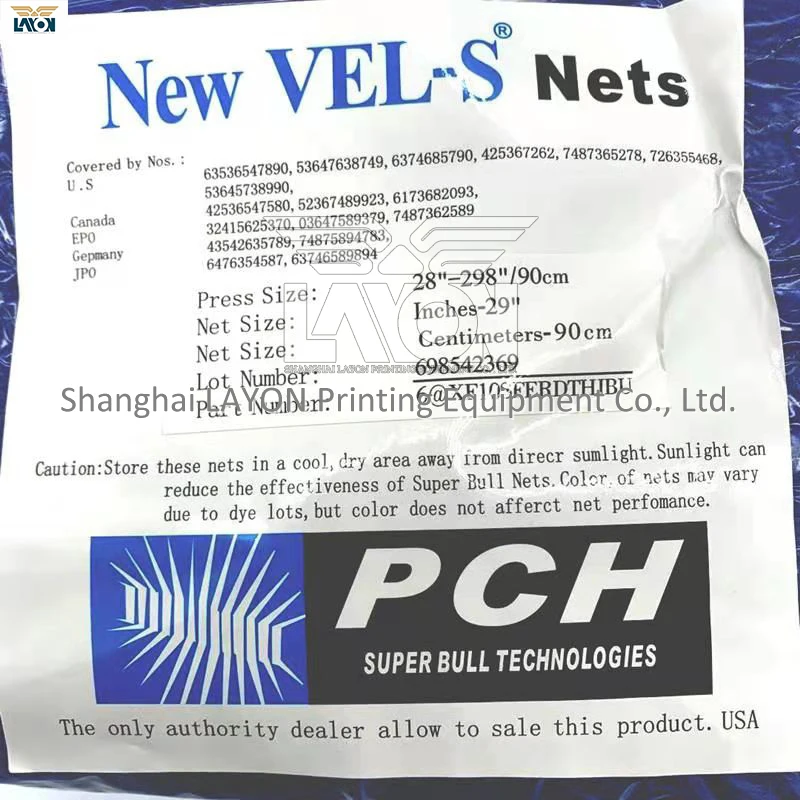 LAYON
New VEL-S® Nets
Covered by Nos.:
U.S
63536547890, 53647638749, 6374685790, 425367262, 7487365278, 726355468,
53645738990,
42536547580, 52367489923, 6173682093,
Canada 32415625370, 03647589379, 7487362589
EPO 43542635789, 74875894783,
Gepmany 6476354587, 63746589894
JPO
Press Size: 28"-298"/90cm
Net Size: Inches-29"
Net Size: Centimeters-90cm
Lot Number: 698542369
Part Number:
LAYON
SHANGHAI LAYON PRINTING
Shanghai LAYON Printing Equipment Co., Ltd.
Caution:Store these nets in a cool, dry area away from direcr sumlight. Sunlight can
reduce the effectiveness of Super Bull Nets. Color, of nets may vary
due to dye lots, but color does not afferct net perfomance.
PCH
SUPER BULL TECHNOLOGIES
The only authority dealer allow to sale this product. USA